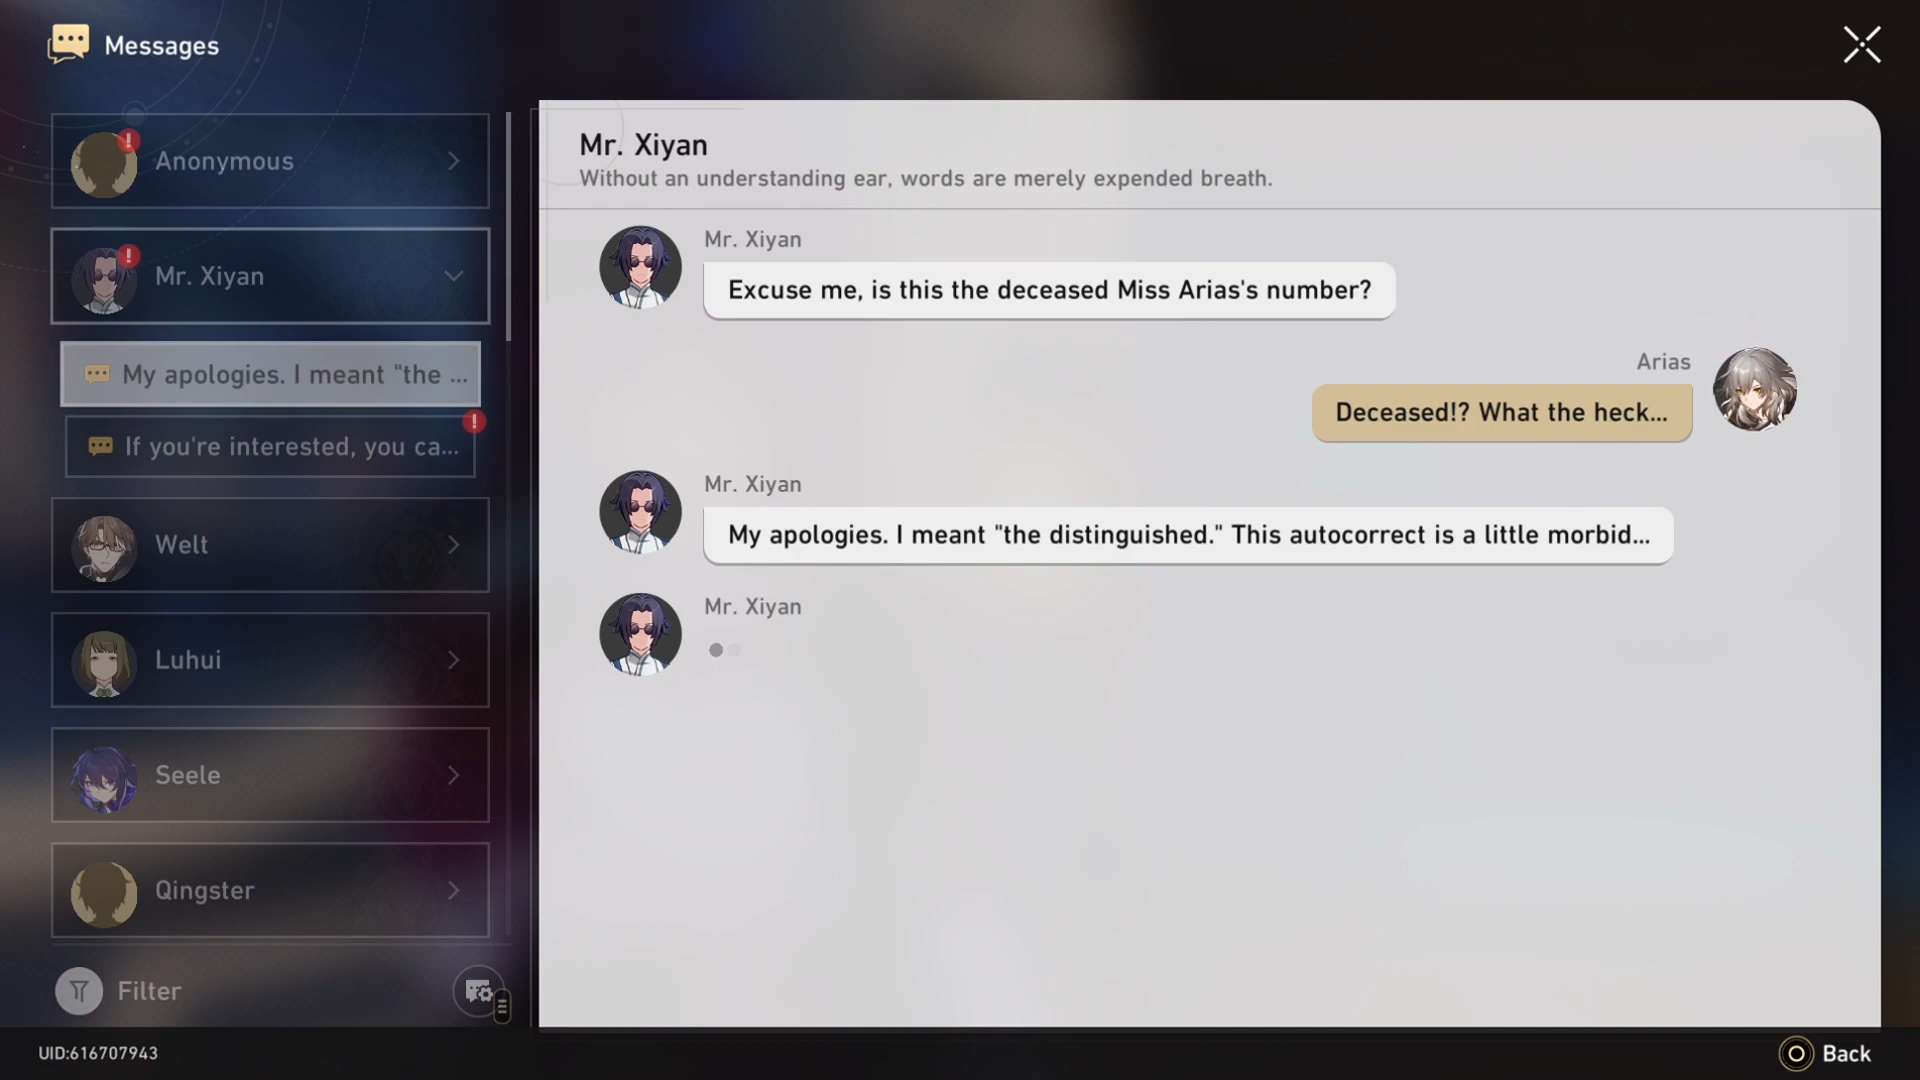 Messages
Anonymous
Mr. Xiyan
My apologies. I meant "the ...
If you're interested, you ca...
Welt
Luhui
Seele
Qingster
Filter
UID:616707943
Mr. Xiyan
Without an understanding ear, words are merely expended breath.
Mr. Xiyan
Excuse me, is this the deceased Miss Arias's number?
Arias
Deceased!? What the heck...
Mr. Xiyan
My apologies. I meant "the distinguished." This autocorrect is a little morbid...
Mr. Xiyan
Back